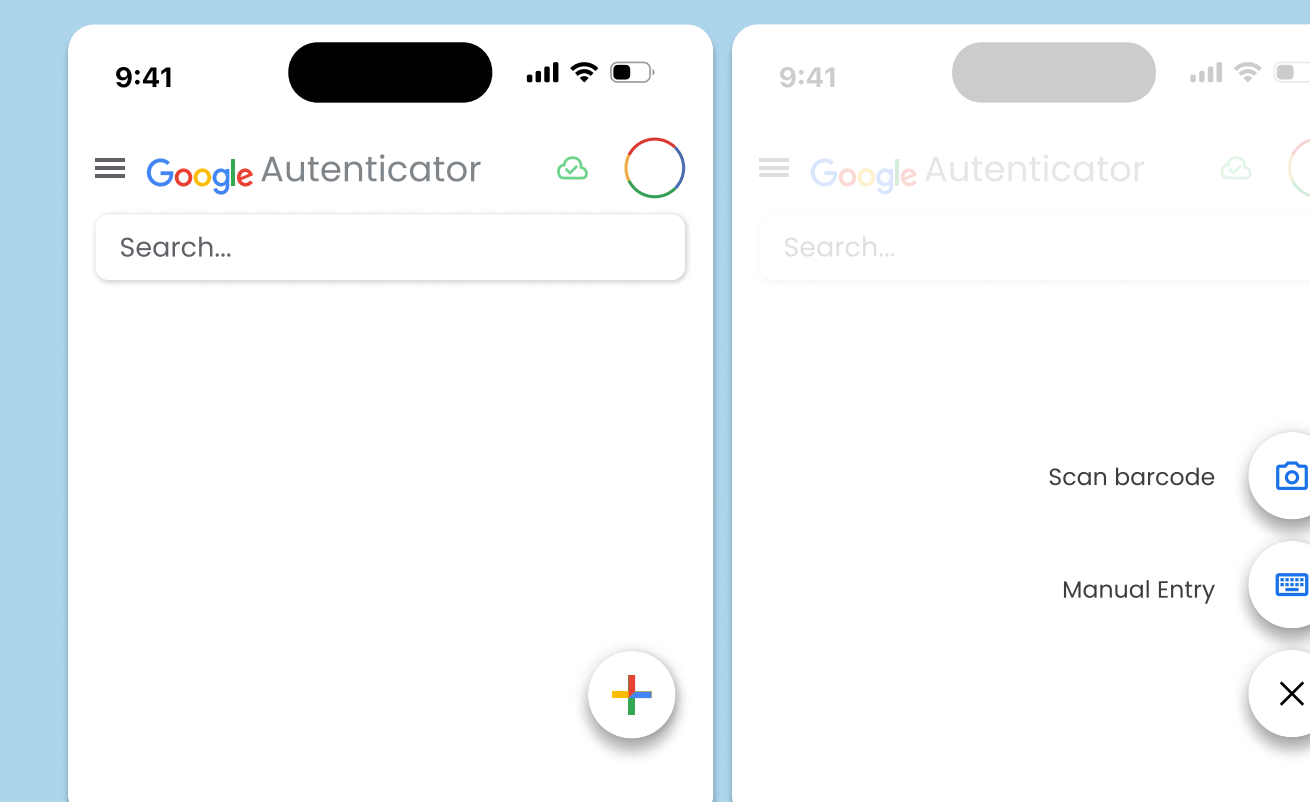 9:41
Google Autenticator
Search...
9:41
Google Autenticator
Search...
Scan barcode
Manual Entry